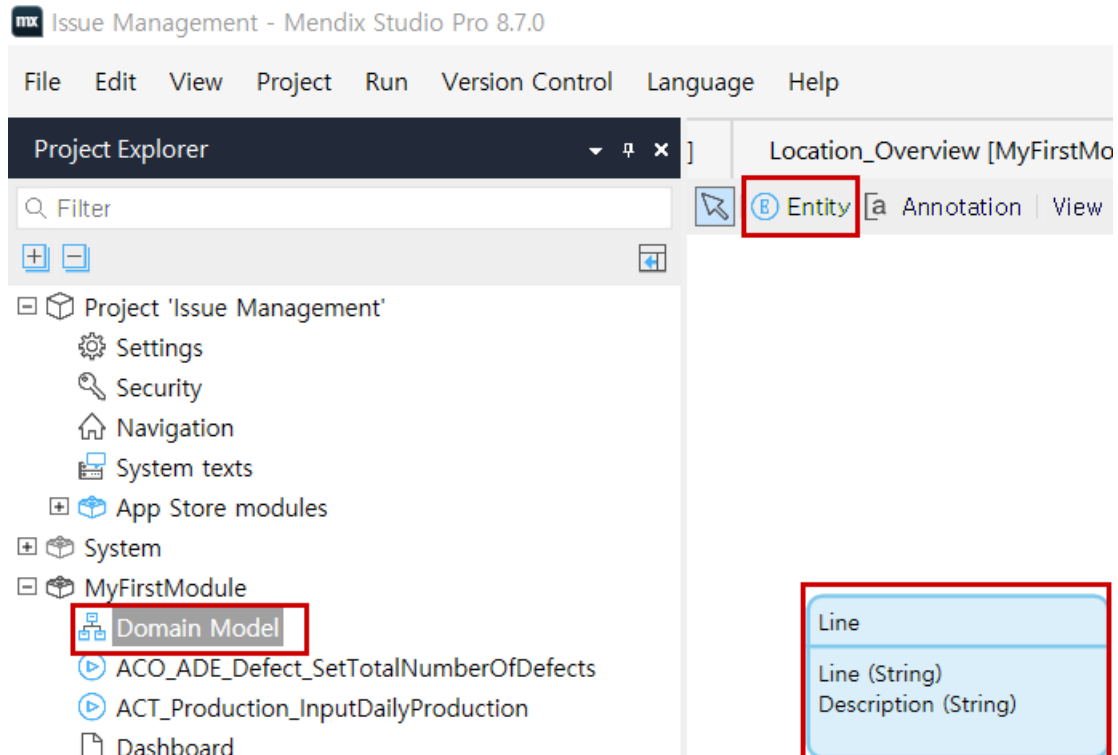 mx Issue Management - Mendix Studio Pro 8.7.0
File Edit View Project Run Version Control Language Help
Project Explorer
] Location_Overview [MyFirstMo
Filter
E Entity a Annotation View
Project 'Issue Management'
Settings
Security
Navigation
System texts
App Store modules
System
MyFirstModule
Domain Model
ACO_ADE_Defect_SetTotalNumberOfDefects
ACT_Production_InputDailyProduction
Dashboard
Line
Line (String)
Description (String)